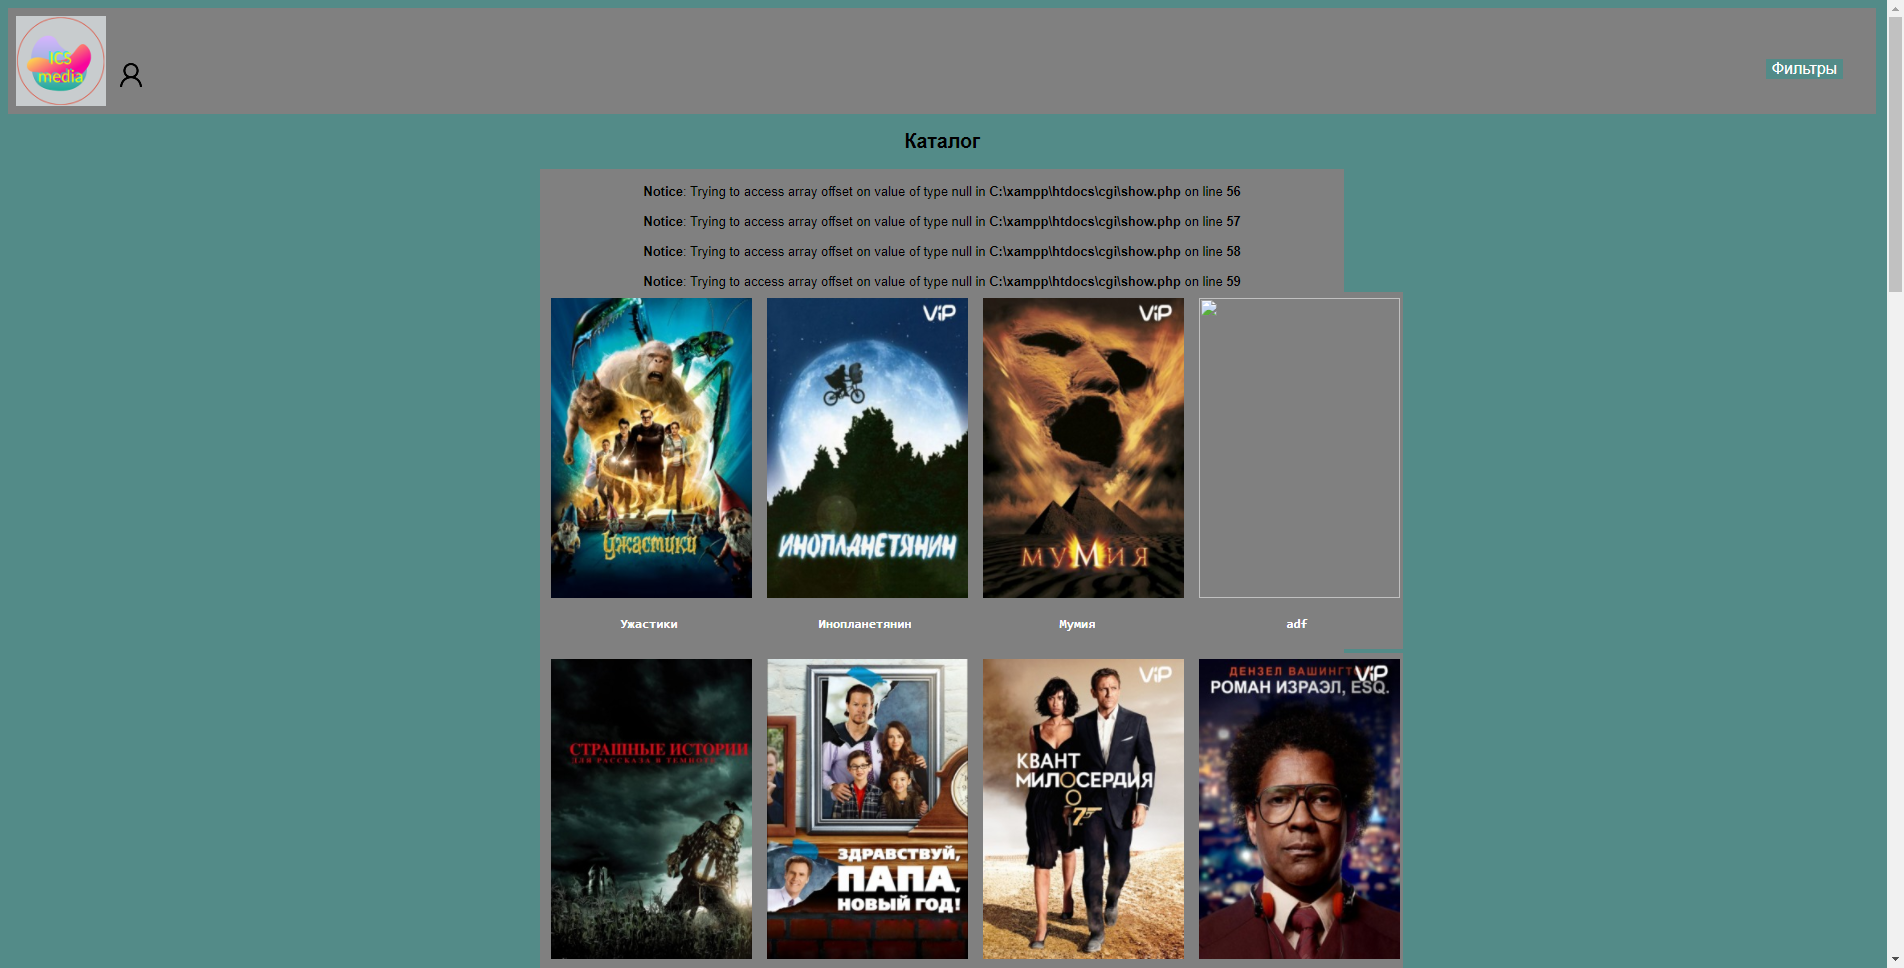 ICS
media
Фильтры
Каталог
Notice: Trying to access array offset on value of type null in C:\xampp\htdocs\cgi\show.php on line 56
Notice: Trying to access array offset on value of type null in C:\xampp\htdocs\cgi\show.php on line 57
Notice: Trying to access array offset on value of type null in C:\xampp\htdocs\cgi\show.php on line 58
Notice: Trying to access array offset on value of type null in C:\xampp\htdocs\cgi\show.php on line 59
ViP
ViP
Ужастики
ИНОПЛАНЕТЯНИН
МУМИЯ
Ужастики
Инопланетянин
Мумия
adf
СТРАШНЫЕ ИСТОРИИ
ДЛЯ РАССКАЗА В ТЕМНОТЕ
ЗДРАВСТВУЙ,
ПАПА,
НОВЫЙ ГОД!
ViP
КВАНТ
МИЛОСЕРДИЯ
007
ДЕНЗЕЛ ВАШИНГТ
ViP
РОМАН ИЗРАЭЛ, ESQ.